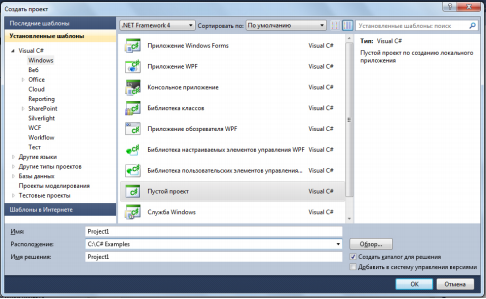 Создать проект
Последние шаблоны
Установленные шаблоны
Visual C#
Windows
Веб
Office
Cloud
Reporting
SharePoint
Silverlight
WCF
Workflow
Тест
Другие языки
Другие типы проектов
Базы данных
Проекты моделирования
Тестовые проекты
Шаблоны в Интернете
.NET Framework 4 Сортировать по: По умолчанию
Приложение Windows Forms Visual C#
Приложение WPF Visual C#
Консольное приложение Visual C#
Библиотека классов Visual C#
Приложение обозревателя WPF Visual C#
Библиотека настраиваемых элементов управления WPF Visual C#
Библиотека пользовательских элементов управления... Visual C#
Пустой проект Visual C#
Служба Windows Visual C#
Установленные шаблоны: поиск
Тип: Visual C#
Пустой проект по созданию локального
приложения
Имя: Project1
Расположение: C:\C# Examples Обзор...
Имя решения: Project1
Создать каталог для решения
Добавить в систему управления версиями
OK Отмена